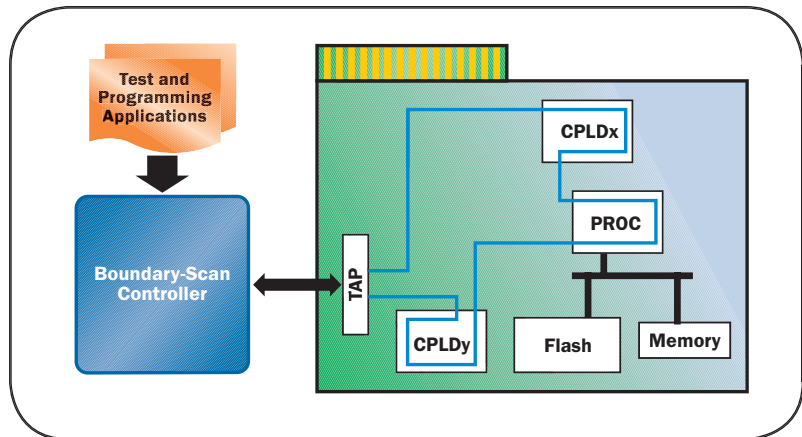 Test and
Programming
Applications
Boundary-Scan
Controller
TAP
CPLDx
PROC
CPLDy
Flash
Memory